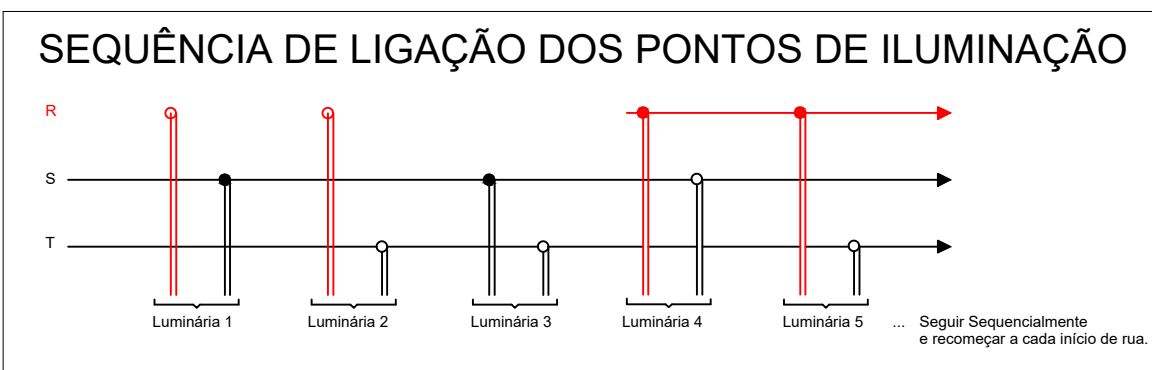 SEQUÊNCIA DE LIGAÇÃO DOS PONTOS DE ILUMINAÇÃO
R
S
T
Luminária 1
Luminária 2
Luminária 3
Luminária 4
Luminária 5
... Seguir Sequencialmente
e recomeçar a cada início de rua.